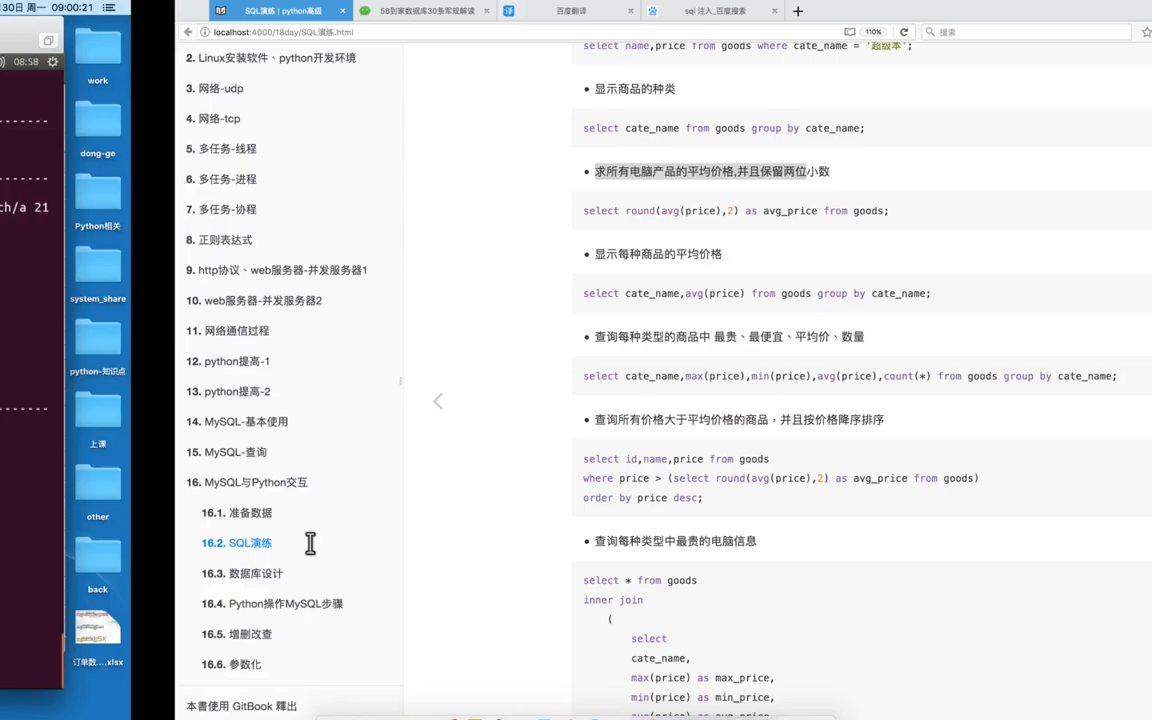 30日 周一 09:00:21
08:58
-------
-------
ch/a 21
-------
work
dong-ge
Python相关
system_share
python-知识点
上课
other
back
订单数....xlsx
SQL演练 | python高级
58到家数据库30条军规解读
百度翻译
sql 注入_百度搜索
localhost:4000/18day/SQL演练.html
110%
搜索
2. Linux安装软件、python开发环境
3. 网络-udp
4. 网络-tcp
5. 多任务-线程
6. 多任务-进程
7. 多任务-协程
8. 正则表达式
9. http协议、web服务器-并发服务器1
10. web服务器-并发服务器2
11. 网络通信过程
12. python提高-1
13. python提高-2
14. MySQL-基本使用
15. MySQL-查询
16. MySQL与Python交互
16.1. 准备数据
16.2. SQL演练
16.3. 数据库设计
16.4. Python操作MySQL步骤
16.5. 增删改查
16.6. 参数化
本書使用 GitBook 釋出
select name,price from goods where cate_name = '超级本';
显示商品的种类
select cate_name from goods group by cate_name;
求所有电脑产品的平均价格,并且保留两位小数
select round(avg(price),2) as avg_price from goods;
显示每种商品的平均价格
select cate_name,avg(price) from goods group by cate_name;
查询每种类型的商品中 最贵、最便宜、平均价、数量
select cate_name,max(price),min(price),avg(price),count(*) from goods group by cate_name;
查询所有价格大于平均价格的商品，并且按价格降序排序
select id,name,price from goods
where price > (select round(avg(price),2) as avg_price from goods)
order by price desc;
查询每种类型中最贵的电脑信息
select * from goods
inner join
(
select
cate_name,
max(price) as max_price,
min(price) as min_price,
avg(price) as avg_price,